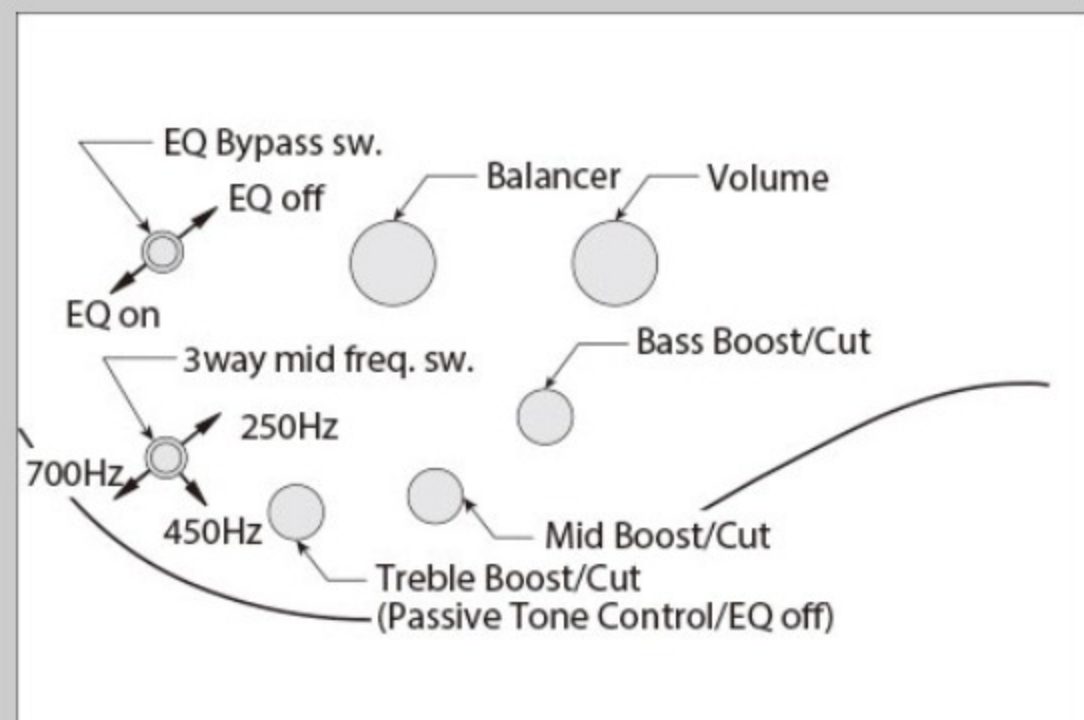 EQ Bypass sw.
EQ off
Balancer
Volume
EQ on
3way mid freq. sw.
Bass Boost/Cut
250Hz
700Hz
450Hz
Mid Boost/Cut
Treble Boost/Cut
(Passive Tone Control/EQ off)